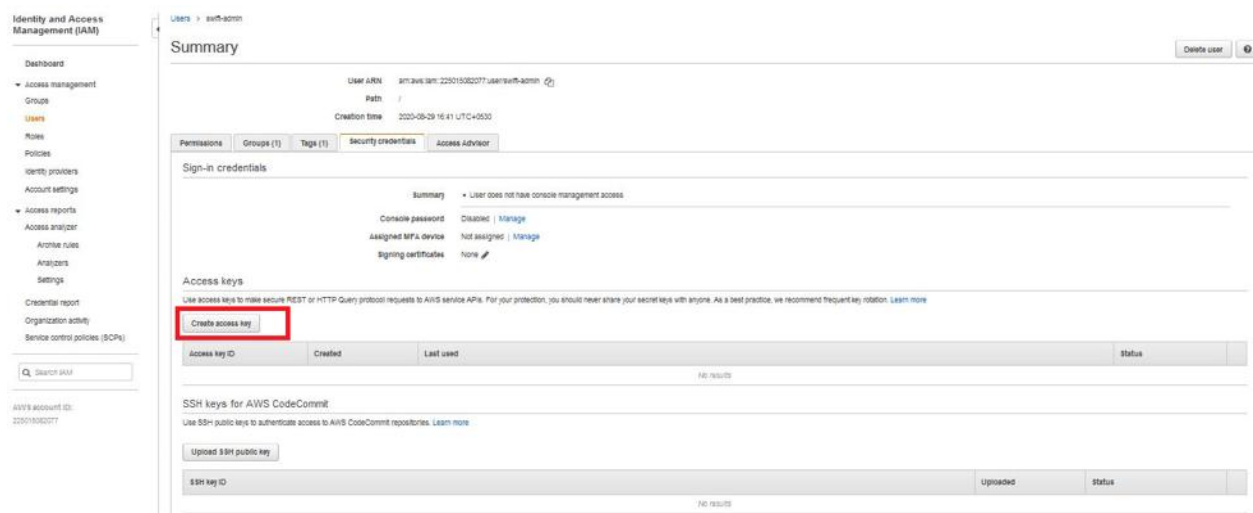 Identity and Access
Management (IAM)
Dashboard
Access management
Groups
Users
Roles
Policies
Identity providers
Account settings
Access reports
Access analyzer
Archive rules
Analyzers
Settings
Credential report
Organization activity
Service control policies (SCPs)
Search IAM
AWS account ID:
225015082077
Users > swift-admin
Summary
Delete user
User ARN arn:aws:iam::225015082077:user/swift-admin
Path /
Creation time 2020-08-29 16:41 UTC+0530
Permissions Groups (1) Tags (1) Security credentials Access Advisor
Sign-in credentials
Summary • User does not have console management access
Console password Disabled | Manage
Assigned MFA device Not assigned | Manage
Signing certificates None
Access keys
Use access keys to make secure REST or HTTP Query protocol requests to AWS service APIs. For your protection, you should never share your secret keys with anyone. As a best practice, we recommend frequent key rotation. Learn more
Create access key
Access key ID Created Last used Status
No results
SSH keys for AWS CodeCommit
Use SSH public keys to authenticate access to AWS CodeCommit repositories. Learn more
Upload SSH public key
SSH key ID Uploaded Status
No results